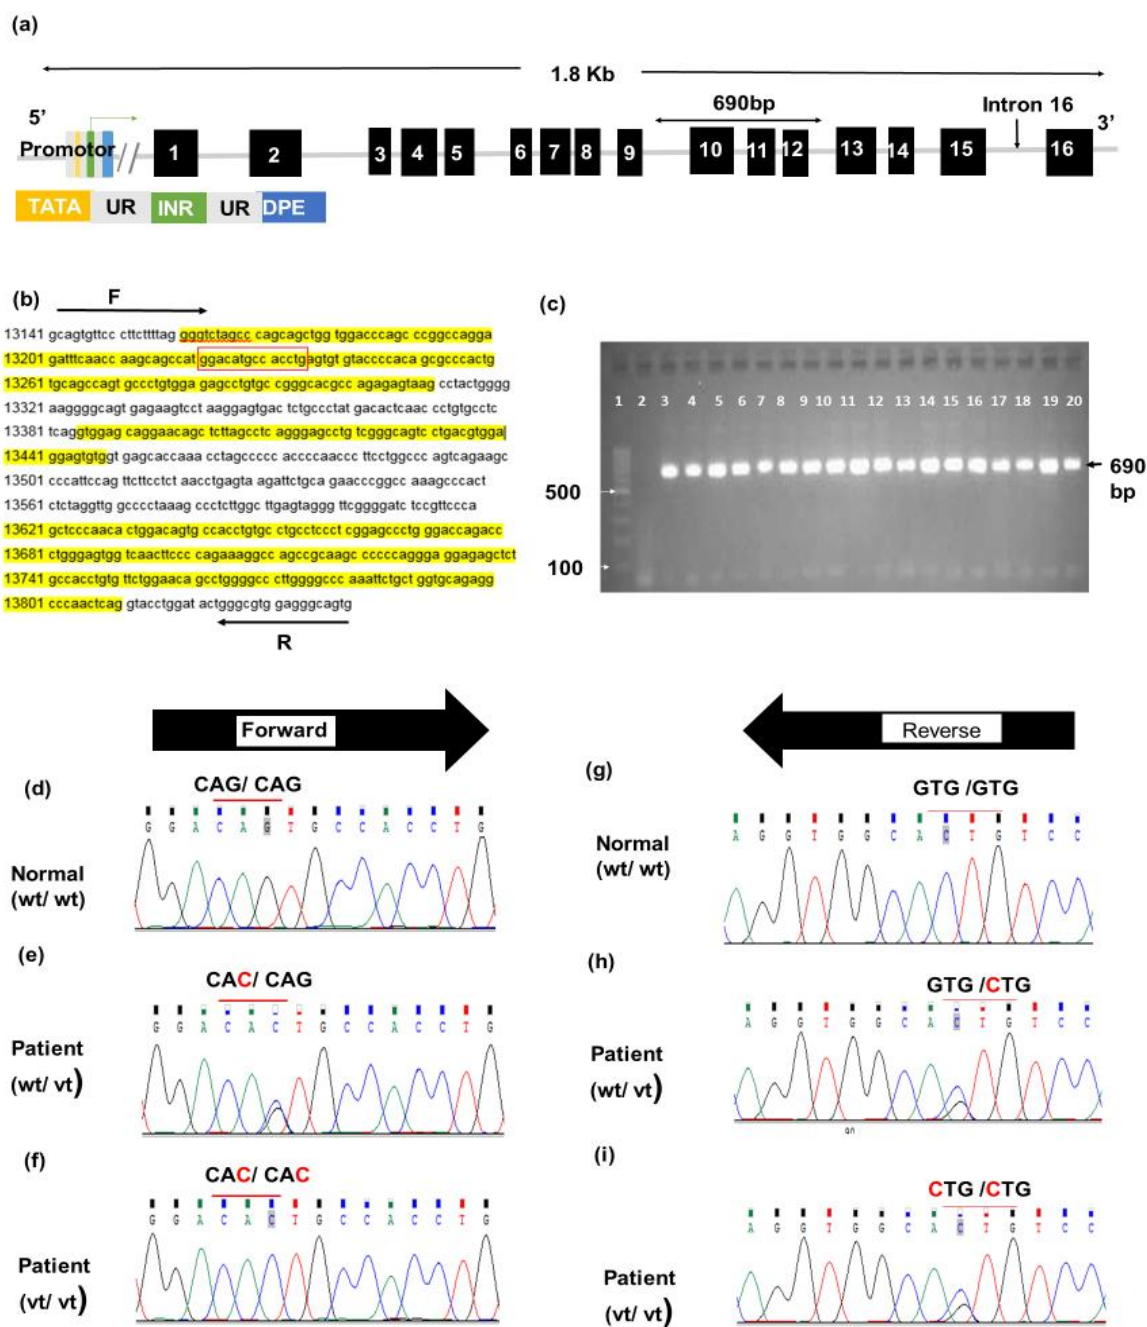 (a)
1.8 Kb
5’
690bp
Intron 16
3’
Promotor
1 2 3 4 5 6 7 8 9 10 11 12 13 14 15 16
TATA UR INR UR DPE
(b)
F
13141 gcagtgttcc cttcttttag gggtctagcc cagcagctgg tggacccagc ccggccagga
13201 gatttcaacc aagcagccat ggacatgcc acctgagtgt gtaccccaca gcgcccactg
13261 tgcagccagt gccctgtgga gagcctgtgc cgggcacgcc agagagtaag cctactgggg
13321 aaggggcagt gagaagtcct aaggagtgac tctgccctat gacactcaac cctgtgcctc
13381 tcaggtggag caggaacagc tcttagcctc agggagcctg tcgggcagtc ctgacgtgga
13441 ggagtgtggt gagcaccaaa cctagccccc accccaaccc ttcctggccc agtcagaagc
13501 cccattccag ttcttcctct aacctgagta agattctgca gaacccggcc aaagcccact
13561 ctctaggttg gcccctaaag ccctcttggc ttgagtaggg ttcggggatc tccgttccca
13621 gctcccaaca ctggacagtg ccacctgtgc ctgcctccct cggagccctg ggaccagacc
13681 ctgggagtgg tcaacttccc cagaaaggcc agccgcaagc cccccaggga ggagagctct
13741 gccacctgtg ttctggaaca gcctggggcc cttggggccc aaattctgct ggtgcagagg
13801 cccaactcag gtacctggat actgggcgtg gagggcagtg
R
(c)
1 2 3 4 5 6 7 8 9 10 11 12 13 14 15 16 17 18 19 20
500
100
690
bp
Forward
(d)
CAG/ CAG
G G A C A G T G C C A C C T G
Normal
(wt/ wt)
(e)
CAC/ CAG
G G A C A C T G C C A C C T G
Patient
(wt/ vt)
(f)
CAC/ CAC
G G A C A C T G C C A C C T G
Patient
(vt/ vt)
Reverse
(g)
GTG /GTG
A G G T G G C A C T G T C C
Normal
(wt/ wt)
(h)
GTG /CTG
A G G T G G C A C T G T C C
Patient
(wt/ vt)
(i)
CTG /CTG
A G G T G G C A C T G T C C
Patient
(vt/ vt)